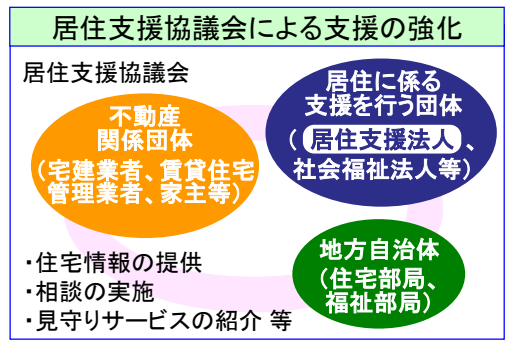 居住支援協議会による支援の強化
居住支援協議会
不動産
関係団体
（宅建業者、賃貸住宅
管理業者、家主等）
居住に係る
支援を行う団体
（ 居住支援法人 、
社会福祉法人等）
地方自治体
（住宅部局、
福祉部局）
・住宅情報の提供
・相談の実施
・見守りサービスの紹介 等